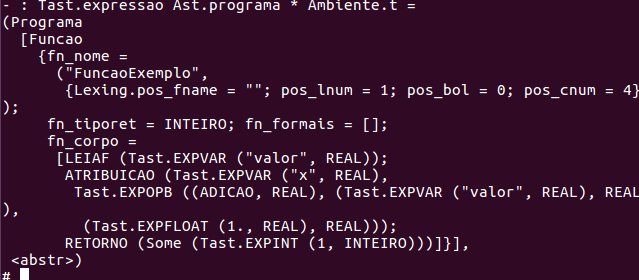 - : Tast.expressao Ast.programa * Ambiente.t =
(Programa
[Funcao
{fn_nome =
("FuncaoExemplo",
{Lexing.pos_fname = ""; pos_lnum = 1; pos_bol = 0; pos_cnum = 4}
);
fn_tiporet = INTEIRO; fn_formais = [];
fn_corpo =
[LEIAF (Tast.EXPVAR ("valor", REAL));
ATRIBUICAO (Tast.EXPVAR ("x", REAL),
Tast.EXPOPB ((ADICAO, REAL), (Tast.EXPVAR ("valor", REAL), REAL
),
(Tast.EXPFLOAT (1., REAL), REAL)));
RETORNO (Some (Tast.EXPINT (1, INTEIRO)))]}],
<abstr>)
#